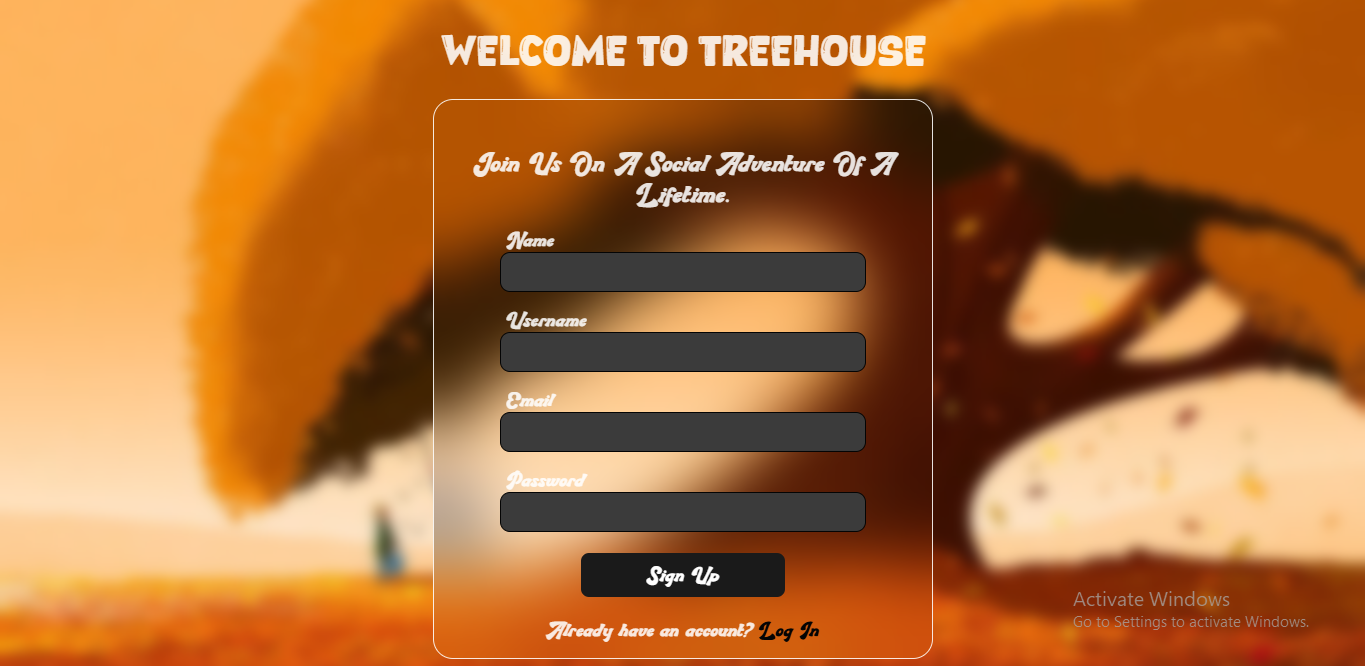 WELCOME TO TREEHOUSE
Join Us On A Social Adventure Of A
Lifetime.
Name
Username
Email
Password
Sign Up
Already have an account? Log In
Activate Windows
Go to Settings to activate Windows.